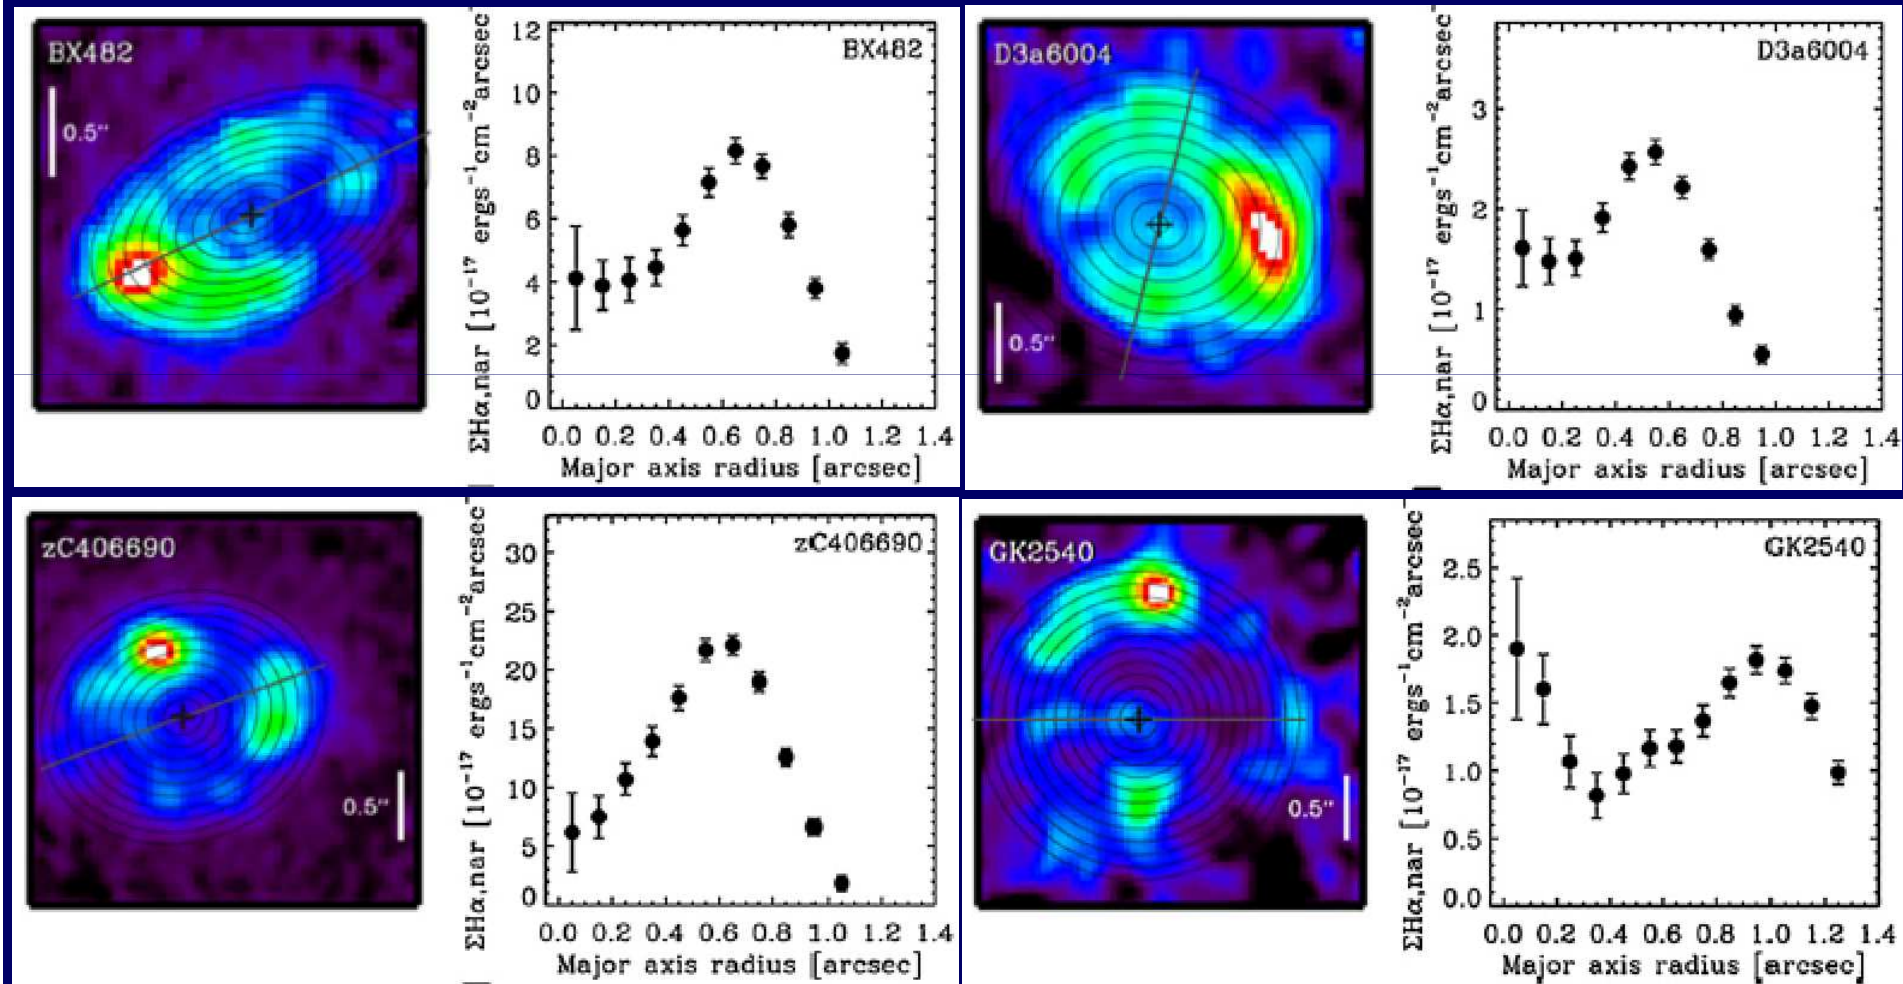 BX482
0.5"
ΣHα,nar [10⁻¹⁷ ergs⁻¹cm⁻²arcsec⁻
12
10
8
6
4
2
0
BX482
0.0 0.2 0.4 0.6 0.8 1.0 1.2 1.4
Major axis radius [arcsec]
D3a6004
0.5"
ΣHα,nar [10⁻¹⁷ ergs⁻¹cm⁻²arcsec⁻
3
2
1
0
D3a6004
0.0 0.2 0.4 0.6 0.8 1.0 1.2 1.4
Major axis radius [arcsec]
zC406690
0.5"
ΣHα,nar [10⁻¹⁷ ergs⁻¹cm⁻²arcsec⁻
30
25
20
15
10
5
0
zC406690
0.0 0.2 0.4 0.6 0.8 1.0 1.2 1.4
Major axis radius [arcsec]
GK2540
0.5"
ΣHα,nar [10⁻¹⁷ ergs⁻¹cm⁻²arcsec⁻
2.5
2.0
1.5
1.0
0.5
0.0
GK2540
0.0 0.2 0.4 0.6 0.8 1.0 1.2 1.4
Major axis radius [arcsec]